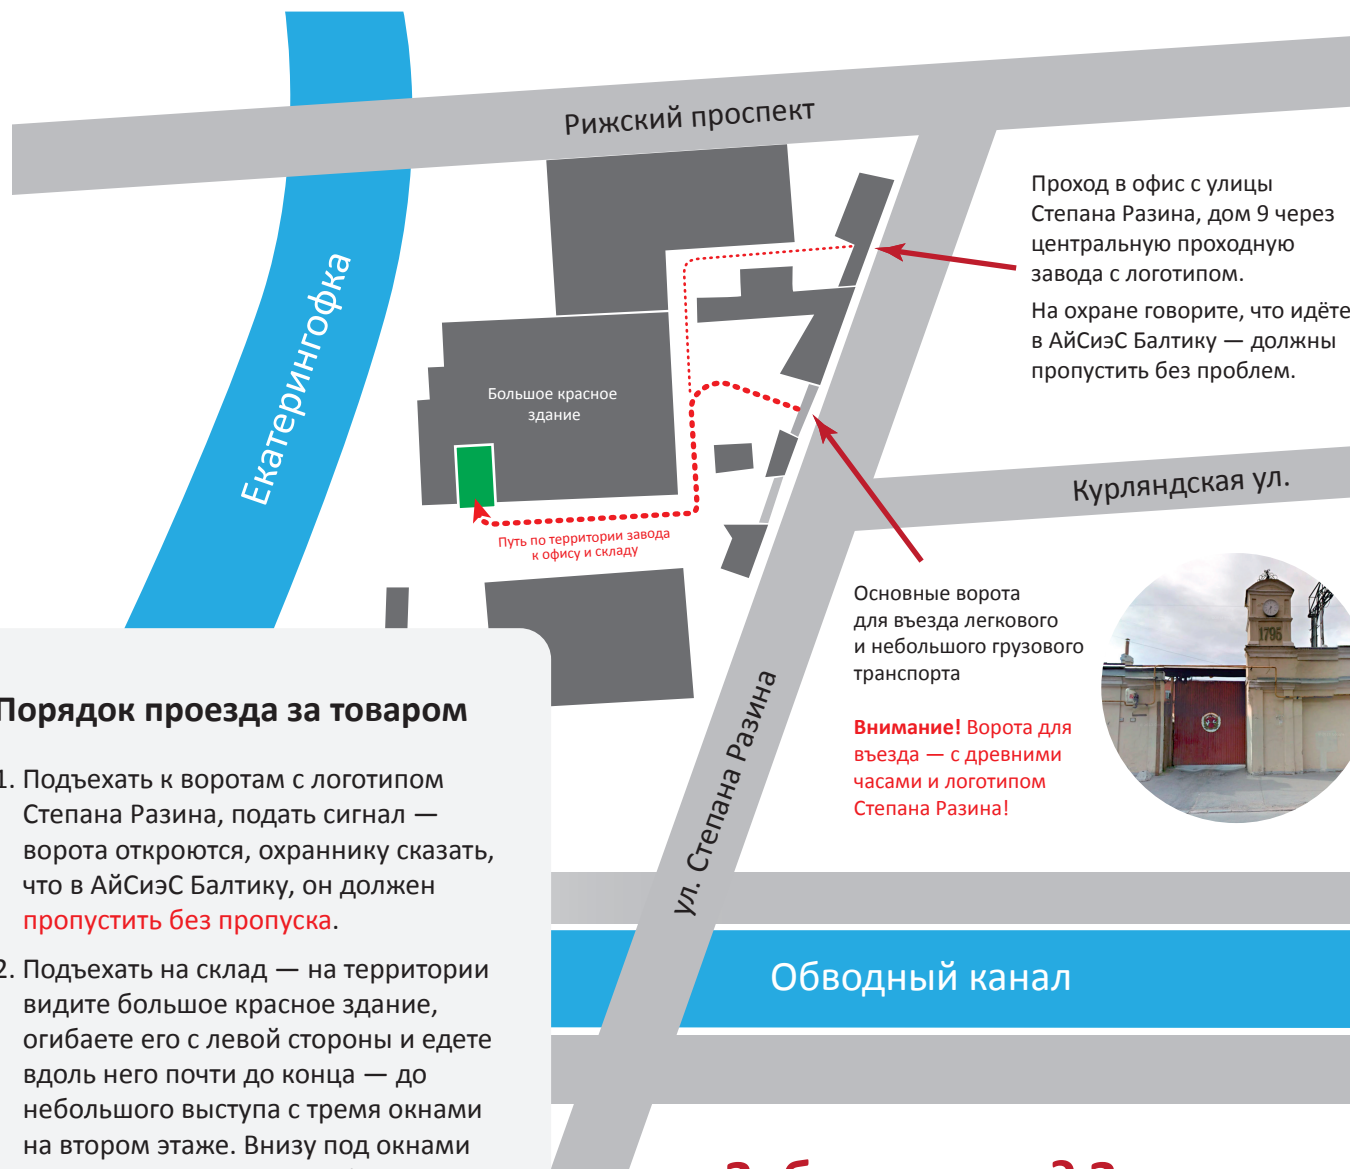 Рижский проспект
Проход в офис с улицы
Степана Разина, дом 9 через
центральную проходную
завода с логотипом.
На охране говорите, что идёте
в АйСиэС Балтику — должны
пропустить без проблем.
Екатерингофка
Большое красное
здание
Курляндская ул.
Путь по территории завода
к офису и складу
Основные ворота
для въезда легкового
и небольшого грузового
транспорта
Внимание! Ворота для
въезда — с древними
часами и логотипом
Степана Разина!
1795
ул. Степана Разина
Порядок проезда за товаром
1. Подъехать к воротам с логотипом
Степана Разина, подать сигнал —
ворота откроются, охраннику сказать,
что в АйСиэС Балтику, он должен
пропустить без пропуска.
2. Подъехать на склад — на территории
видите большое красное здание,
огибаете его с левой стороны и едете
вдоль него почти до конца — до
небольшого выступа с тремя окнами
на втором этаже. Внизу под окнами
Обводный канал